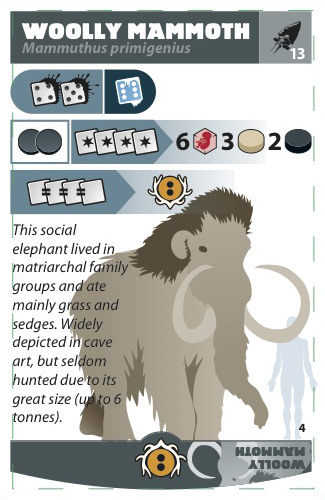 WOOLLY MAMMOTH
Mammuthus primigenius
13
6 3 2
This social
elephant lived in
matriarchal family
groups and ate
mainly grass and
sedges. Widely
depicted in cave
art, but seldom
hunted due to its
great size (up to 6
tonnes).
4
WOOLLY
MAMMOTH